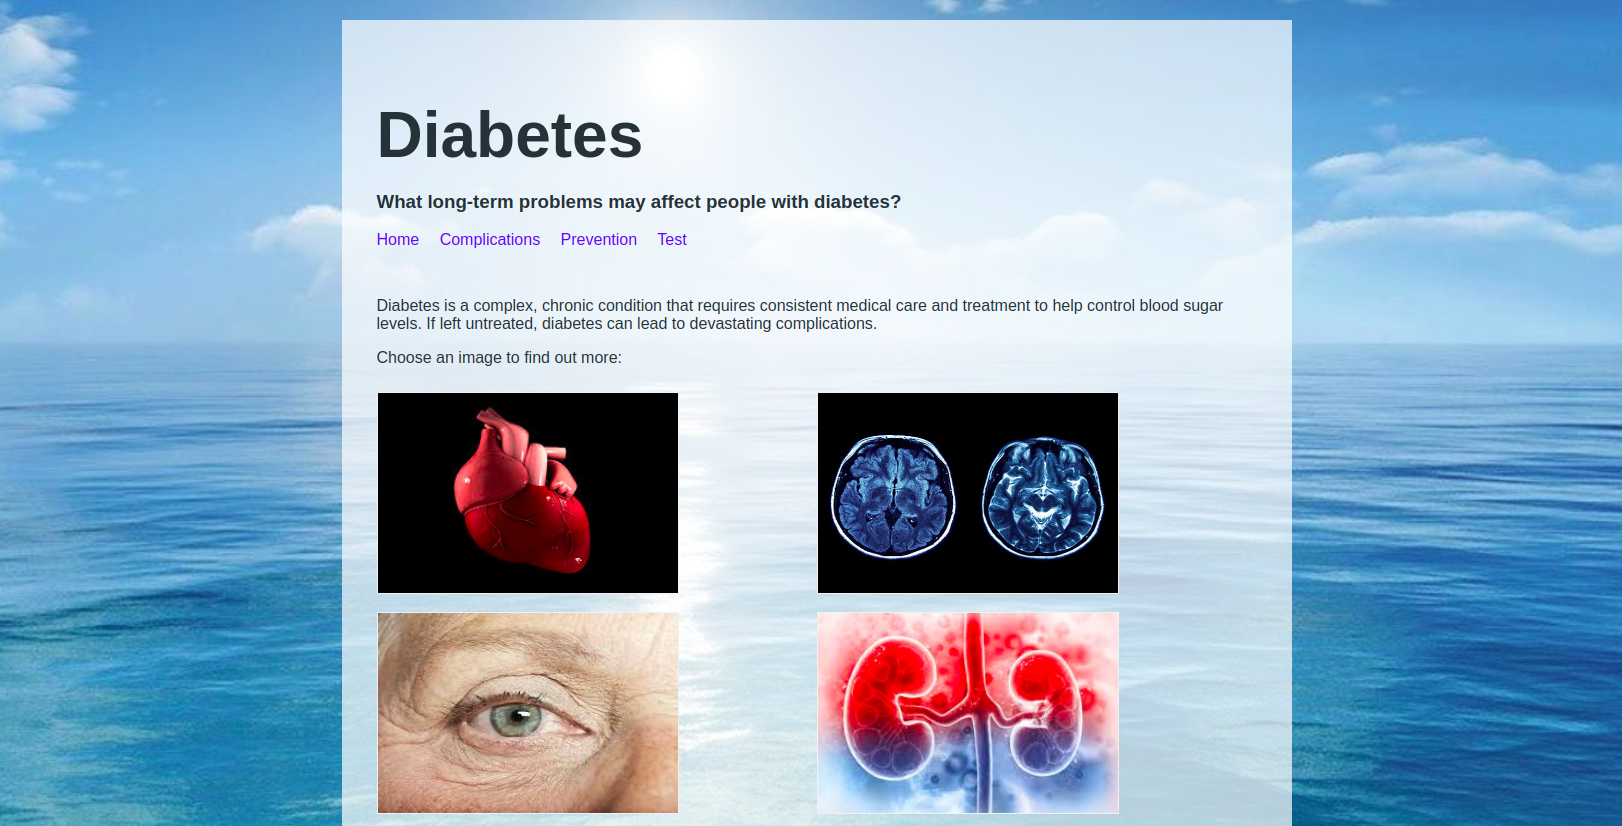 Diabetes
What long-term problems may affect people with diabetes?
Home Complications Prevention Test
Diabetes is a complex, chronic condition that requires consistent medical care and treatment to help control blood sugar
levels. If left untreated, diabetes can lead to devastating complications.
Choose an image to find out more: